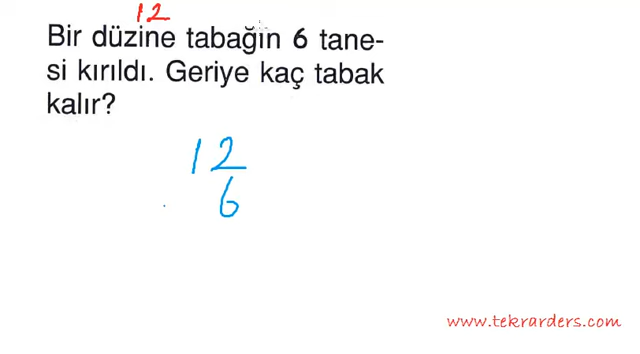 12
Bir düzine tabağın 6 tane-
si kırıldı. Geriye kaç tabak
kalır?
12
6
www.tekrarders.com